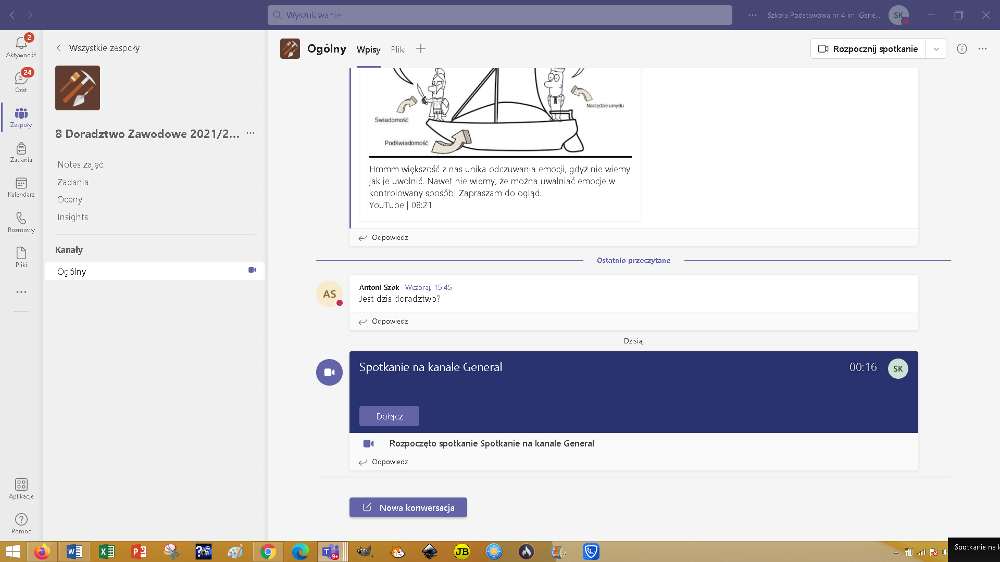 Wyszukiwanie
Szkoła Podstawowa nr 4 im. Gene...
SK
2
Aktywność
24
Czat
Zespoły
Zadania
Kalendarz
Rozmowy
Pliki
Aplikacje
Pomoc
Wszystkie zespoły
8 Doradztwo Zawodowe 2021/2...
Notes zajęć
Zadania
Oceny
Insights
Kanały
Ogólny
Ogólny
Wpisy
Pliki
Rozpocznij spotkanie
Narzędzie umysłu
Świadomość
Podświadomość
Hmmm większość z nas unika odczuwania emocji, gdyż nie wiemy
jak je uwolnić. Nawet nie wiemy, że można uwalniać emocje w
kontrolowany sposób! Zapraszam do ogląd...
YouTube | 08:21
Odpowiedz
Ostatnio przeczytane
AS
Antoni Szok Wczoraj, 15:45
Jest dzis doradztwo?
Odpowiedz
Dzisiaj
Spotkanie na kanale General
00:16
SK
Dołącz
Rozpoczęto spotkanie Spotkanie na kanale General
Odpowiedz
Nowa konwersacja
9+
JB
Spotkanie na k